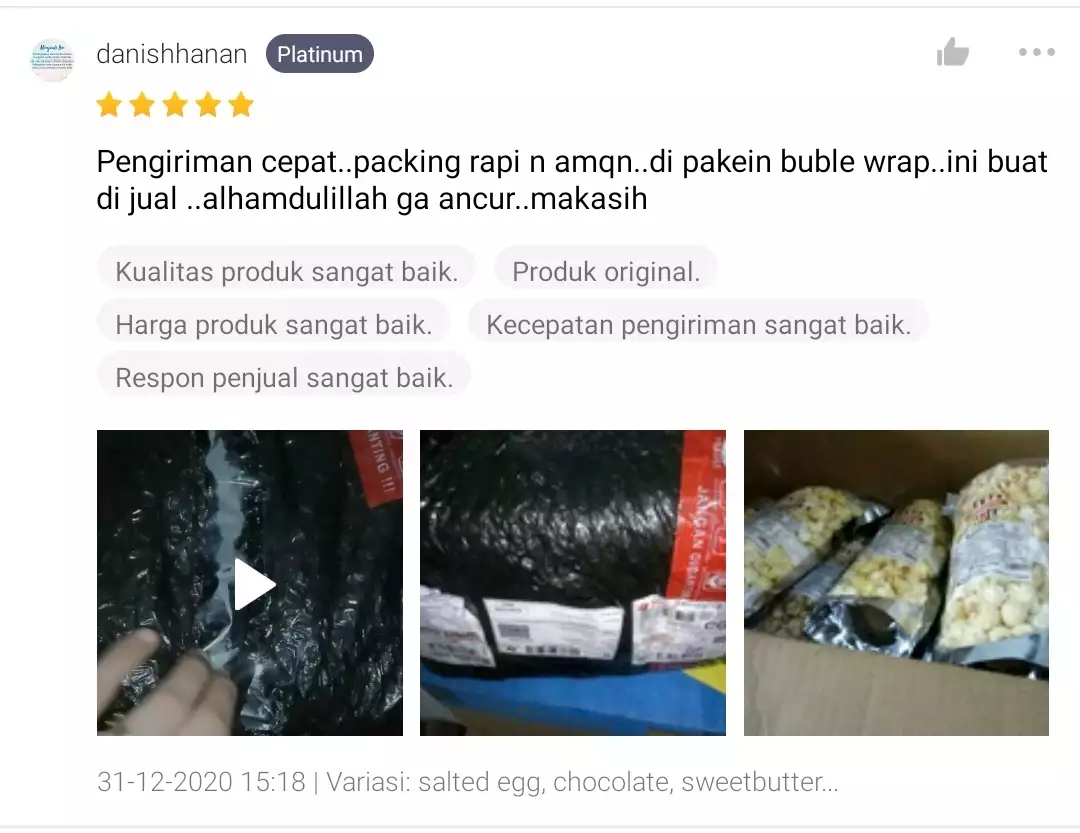 danishhanan Platinum
Pengiriman cepat..packing rapi n amqn..di pakein buble wrap..ini buat
di jual ..alhamdulillah ga ancur..makasih
Kualitas produk sangat baik. Produk original.
Harga produk sangat baik. Kecepatan pengiriman sangat baik.
Respon penjual sangat baik.
NTING !!!
JANGAN
31-12-2020 15:18 | Variasi: salted egg, chocolate, sweetbutter...